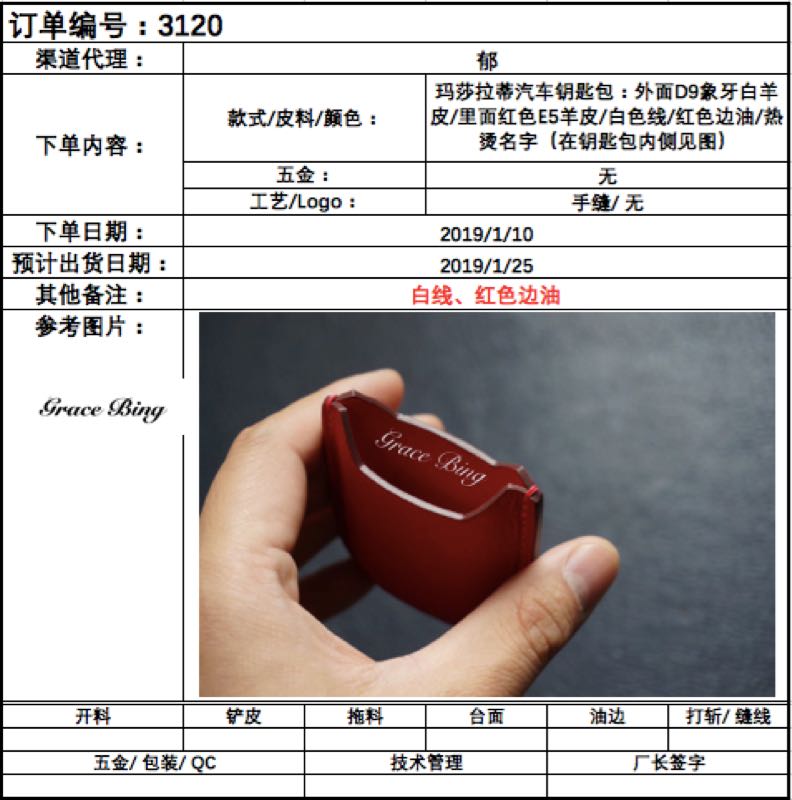 订单编号：3120
渠道代理：
郁
下单内容：
款式/皮料/颜色：
玛莎拉蒂汽车钥匙包：外面D9象牙白羊
皮/里面红色E5羊皮/白色线/红色边油/热
烫名字（在钥匙包内侧见图）
五金：
无
工艺/Logo：
手缝/ 无
下单日期：
2019/1/10
预计出货日期：
2019/1/25
其他备注：
白线、红色边油
参考图片：
Grace Bing
Grace Bing
开料
铲皮
拖料
台面
油边
打斩/ 缝线
五金/ 包装/ QC
技术管理
厂长签字